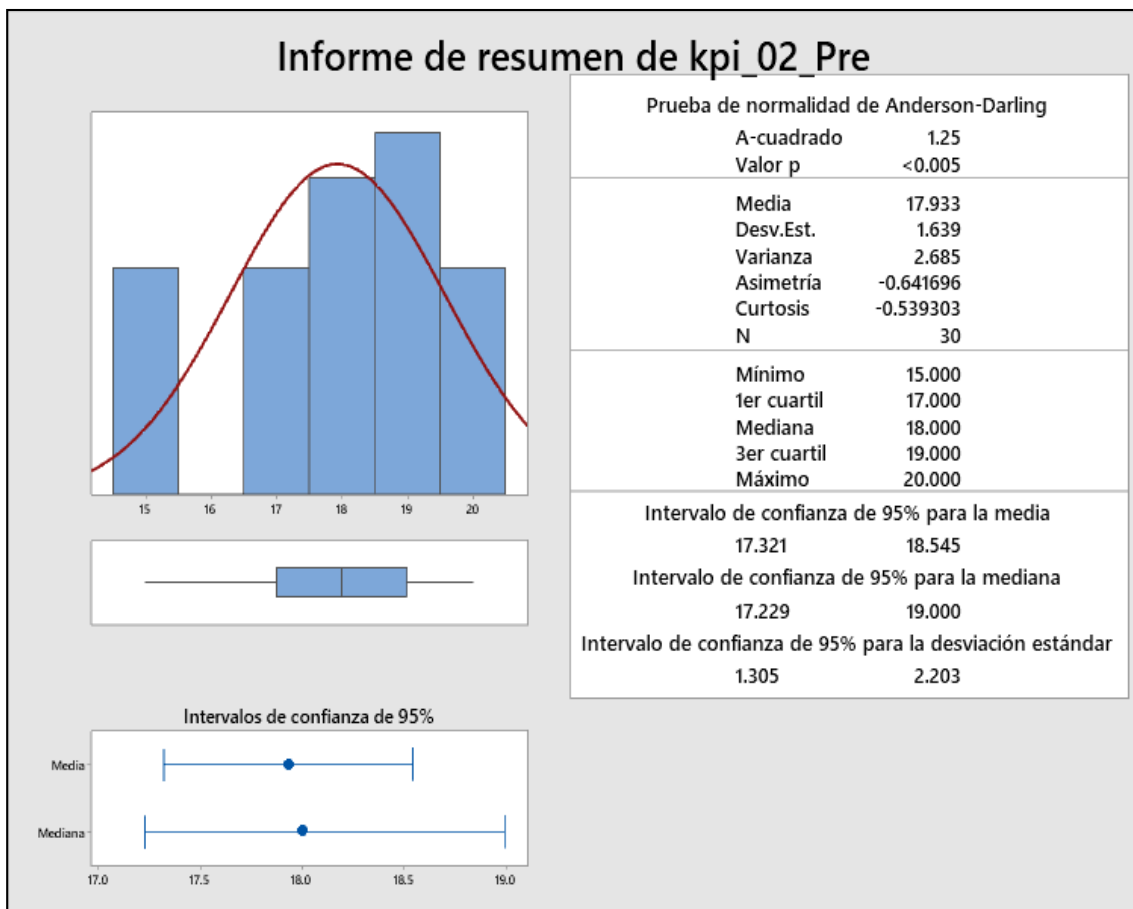 Informe de resumen de kpi_02_Pre
Prueba de normalidad de Anderson-Darling
A-cuadrado 1.25
Valor p <0.005
Media 17.933
Desv.Est. 1.639
Varianza 2.685
Asimetría -0.641696
Curtosis -0.539303
N 30
Mínimo 15.000
1er cuartil 17.000
Mediana 18.000
3er cuartil 19.000
Máximo 20.000
Intervalo de confianza de 95% para la media
17.321 18.545
Intervalo de confianza de 95% para la mediana
17.229 19.000
Intervalo de confianza de 95% para la desviación estándar
1.305 2.203
15 16 17 18 19 20
Intervalos de confianza de 95%
Media
Mediana
17.0 17.5 18.0 18.5 19.0